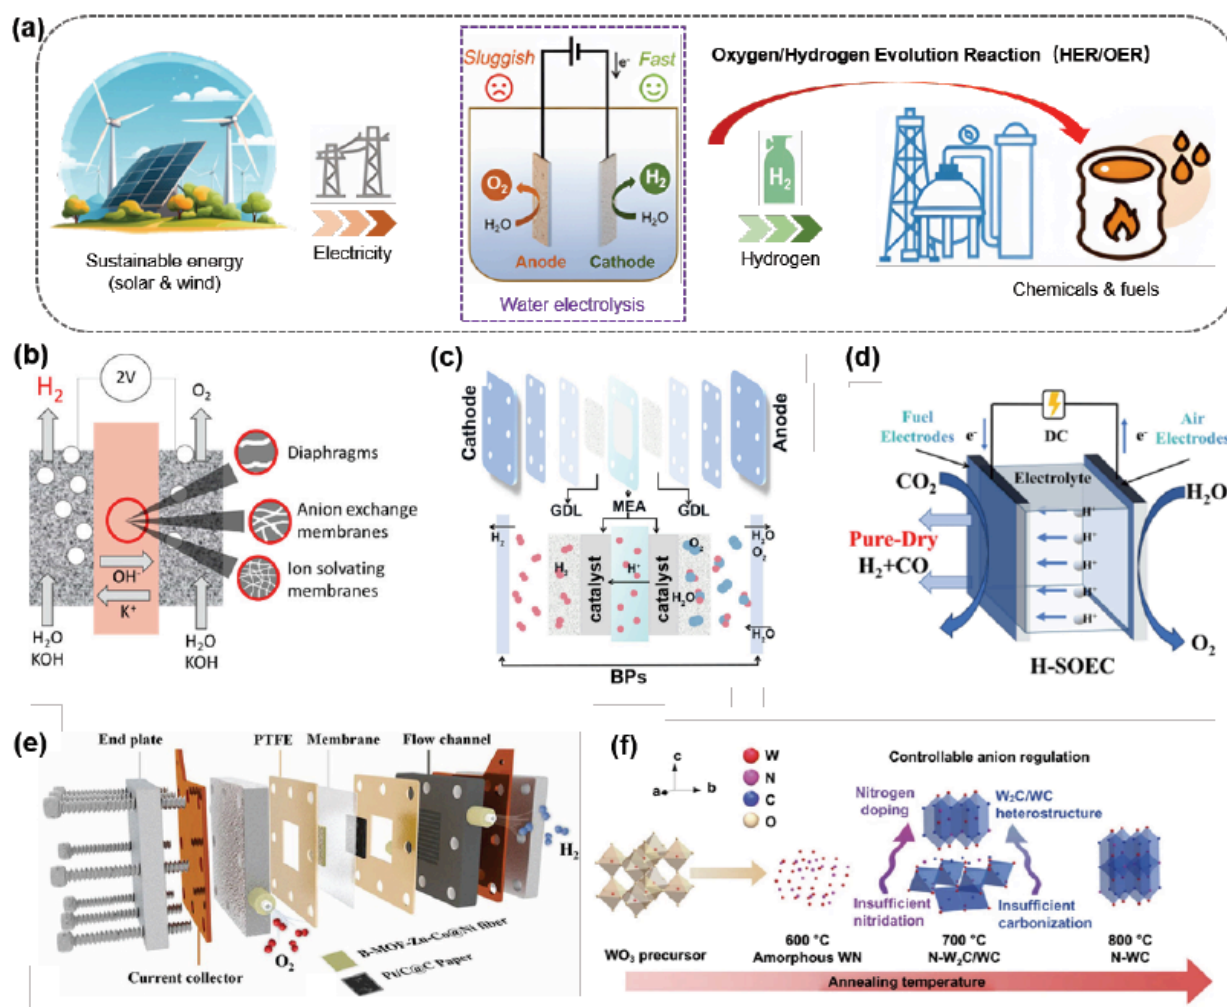 (a)
Sluggish
e⁻
Fast
O₂
H₂O
H₂
H₂O
Anode
Cathode
Water electrolysis
Sustainable energy
(solar & wind)
Electricity
Oxygen/Hydrogen Evolution Reaction (HER/OER)
H₂
Hydrogen
Chemicals & fuels
(b)
2V
H₂
O₂
Diaphragms
Anion exchange
membranes
Ion solvating
membranes
OH⁻
K⁺
H₂O
KOH
H₂O
KOH
(c)
Cathode
Anode
GDL
MEA
GDL
H₂
H₂
catalyst
H⁺
catalyst
O₂
H₂O
H₂O
O₂
H₂O
BPs
(d)
Fuel
Electrodes
e⁻
DC
e⁻
Air
Electrodes
Electrolyte
CO₂
H₂O
Pure-Dry
H₂+CO
H⁺
H⁺
H⁺
H⁺
H⁺
O₂
H-SOEC
(e)
End plate
PTFE
Membrane
Flow channel
H₂
O₂
Current collector
B-MOF-Zn-Co@Ni fiber
Pt/C@C Paper
(f)
c
a
b
W
N
C
O
Controllable anion regulation
Nitrogen
doping
W₂C/WC
heterostructure
Insufficient
nitridation
Insufficient
carbonization
WO₃ precursor
600 °C
Amorphous WN
700 °C
N-W₂C/WC
800 °C
N-WC
Annealing temperature